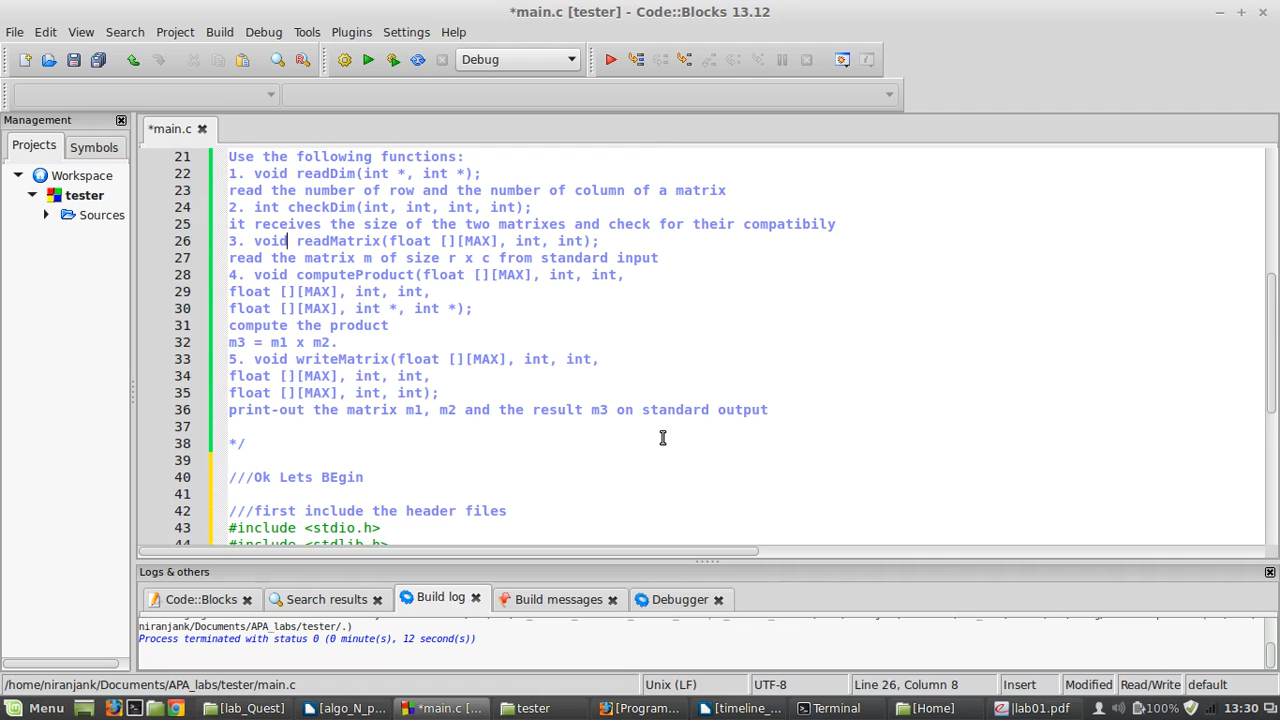 *main.c [tester] - Code::Blocks 13.12
File Edit View Search Project Build Debug Tools Plugins Settings Help
Debug
Management
Projects Symbols
Workspace
tester
Sources
*main.c
21 Use the following functions:
22 1. void readDim(int *, int *);
23 read the number of row and the number of column of a matrix
24 2. int checkDim(int, int, int, int);
25 it receives the size of the two matrixes and check for their compatibily
26 3. void readMatrix(float [][MAX], int, int);
27 read the matrix m of size r x c from standard input
28 4. void computeProduct(float [][MAX], int, int,
29 float [][MAX], int, int,
30 float [][MAX], int *, int *);
31 compute the product
32 m3 = m1 x m2.
33 5. void writeMatrix(float [][MAX], int, int,
34 float [][MAX], int, int,
35 float [][MAX], int, int);
36 print-out the matrix m1, m2 and the result m3 on standard output
37
38 */
39
40 ///Ok Lets BEgin
41
42 ///first include the header files
43 #include <stdio.h>
44 #include <stdlib.h>
Logs & others
Code::Blocks Search results Build log Build messages Debugger
niranjank/Documents/APA_labs/tester/.)
Process terminated with status 0 (0 minute(s), 12 second(s))
/home/niranjank/Documents/APA_labs/tester/main.c Unix (LF) UTF-8 Line 26, Column 8 Insert Modified Read/Write default
Menu [lab_Quest] [algo_N_p... *main.c [... tester [Program... [timeline_... Terminal [Home] lab01.pdf 100% 13:30